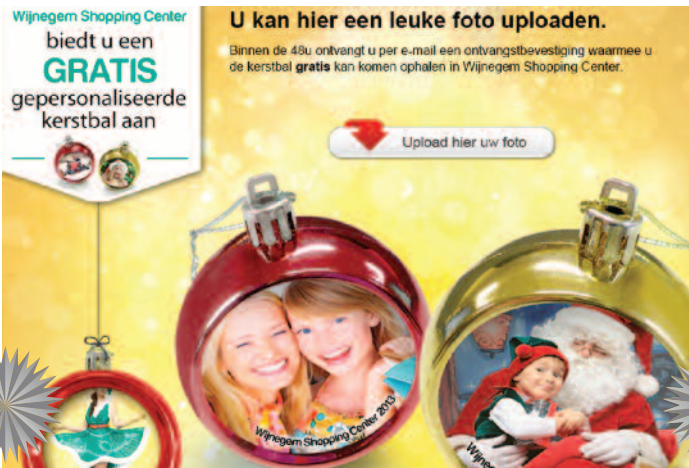 Wijnegem Shopping Center
biedt u een
GRATIS
gepersonaliseerde
kerstbal aan
U kan hier een leuke foto uploaden.
Binnen de 48u ontvangt u per e-mail een ontvangstbevestiging waarmee u
de kerstbal gratis kan komen ophalen in Wijnegem Shopping Center.
Upload hier uw foto
Wijnegem Shopping Center 2013